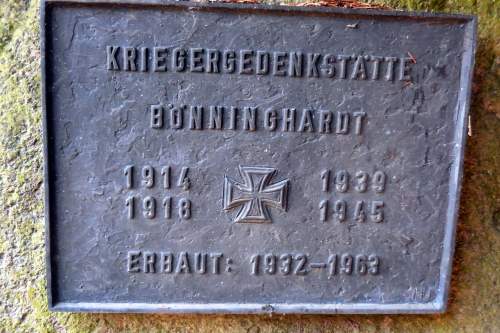 KRIEGERGEDENKSTÄTTE
BÖNNINGHARDT
1914 1939
1918 1945
ERBAUT: 1932-1963